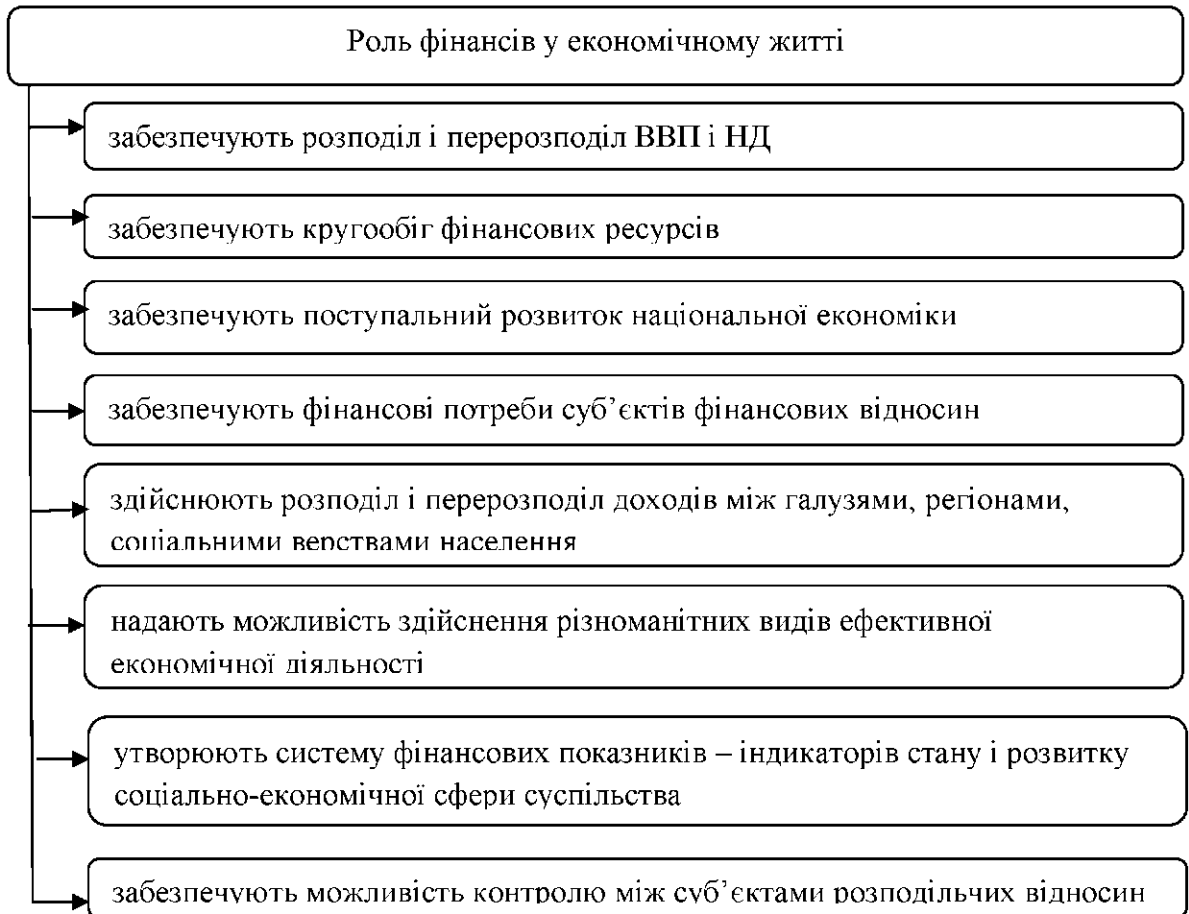 Роль фінансів у економічному житті
забезпечують розподіл і перерозподіл ВВП і НД
забезпечують кругообіг фінансових ресурсів
забезпечують поступальний розвиток національної економіки
забезпечують фінансові потреби суб’єктів фінансових відносин
здійснюють розподіл і перерозподіл доходів між галузями, регіонами,
соціальними верствами населення
надають можливість здійснення різноманітних видів ефективної
економічної діяльності
утворюють систему фінансових показників – індикаторів стану і розвитку
соціально-економічної сфери суспільства
забезпечують можливість контролю між суб’єктами розподільчих відносин